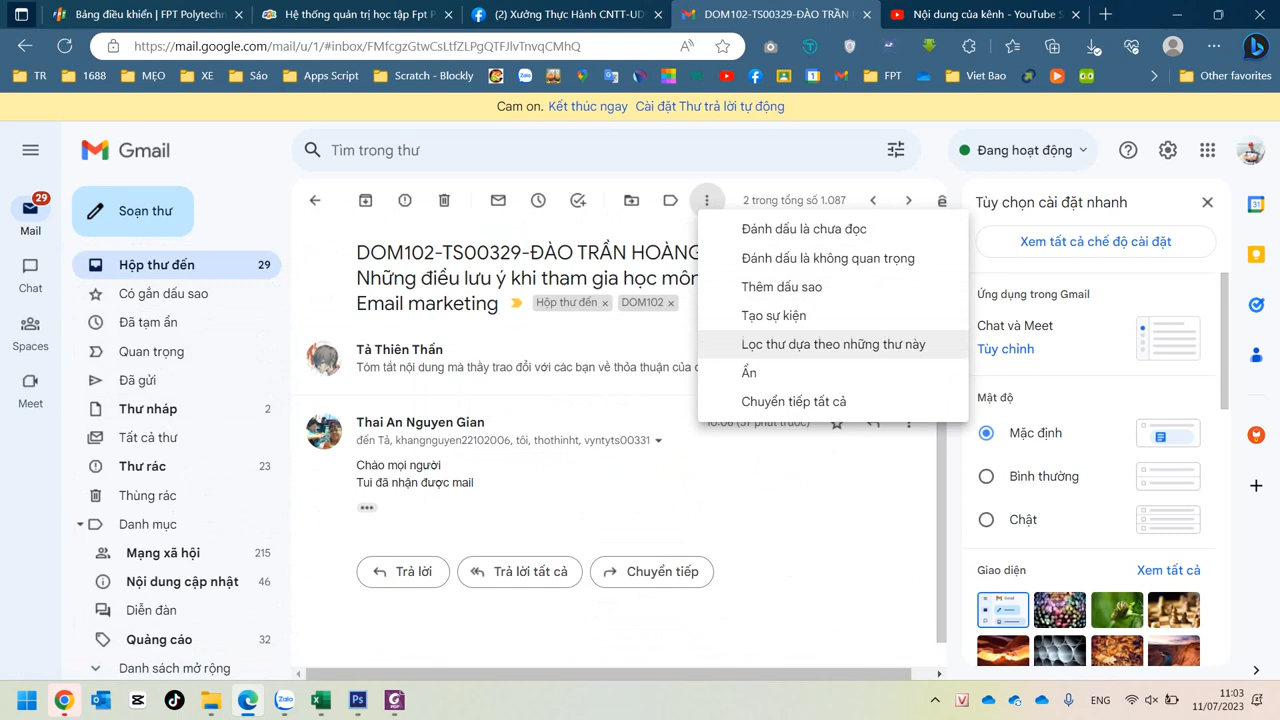 Bảng điều khiển | FPT Polytechn
Hệ thống quản trị học tập Fpt P
(2) Xưởng Thực Hành CNTT-UD
DOM102-TS00329-ĐÀO TRẦN
Nội dung của kênh - YouTube S
https://mail.google.com/mail/u/1/#inbox/FMfcgzGtwCsLtfZLPgQTFJlvTnvqCMhQ
TR
1688
MẸO
XE
Sáo
Apps Script
Scratch - Blockly
FPT
Viet Bao
Other favorites
Cam on. Kết thúc ngay Cài đặt Thư trả lời tự động
Gmail
Tìm trong thư
Đang hoạt động
29
Mail
Chat
Spaces
Meet
Soạn thư
Hộp thư đến 29
Có gắn dấu sao
Đã tạm ẩn
Quan trọng
Đã gửi
Thư nháp 2
Tất cả thư
Thư rác 23
Thùng rác
Danh mục
Mạng xã hội 215
Nội dung cập nhật 46
Diễn đàn
Quảng cáo 32
Danh sách mở rộng
2 trong tổng số 1.087
DOM102-TS00329-ĐÀO TRẦN HOÀNG
Những điều lưu ý khi tham gia học môn
Email marketing
Hộp thư đến x
DOM102 x
Tả Thiên Thần
Tóm tắt nội dung mà thầy trao đổi với các bạn về thỏa thuận của
Thai An Nguyen Gian
10:06 (57 phút trước)
đến Tả, khangnguyen22102006, tôi, thothinht, vyntyts00331
Chào mọi người
Tui đã nhận được mail
Trả lời
Trả lời tất cả
Chuyển tiếp
Đánh dấu là chưa đọc
Đánh dấu là không quan trọng
Thêm dấu sao
Tạo sự kiện
Lọc thư dựa theo những thư này
Ẩn
Chuyển tiếp tất cả
Tùy chọn cài đặt nhanh
Xem tất cả chế độ cài đặt
Ứng dụng trong Gmail
Chat và Meet
Tùy chỉnh
Mật độ
Mặc định
Bình thường
Chật
Giao diện
Xem tất cả
ENG
11:03
11/07/2023